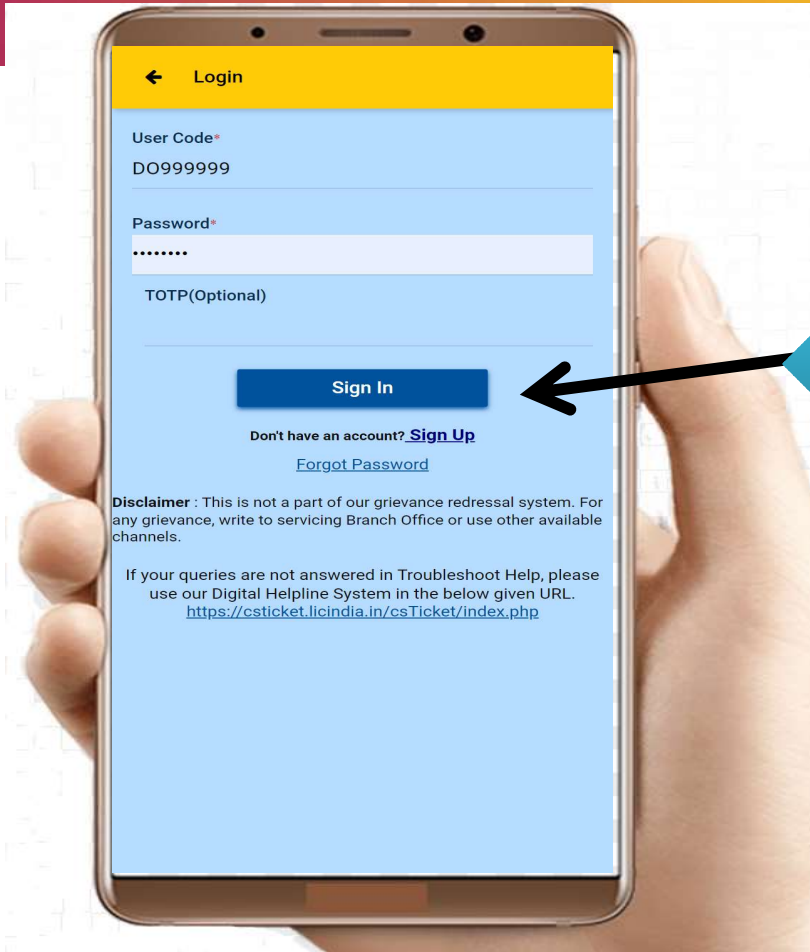 Login
User Code*
DO999999
Password*
••••••••
TOTP(Optional)
Sign In
Don't have an account? Sign Up
Forgot Password
Disclaimer : This is not a part of our grievance redressal system. For
any grievance, write to servicing Branch Office or use other available
channels.
If your queries are not answered in Troubleshoot Help, please
use our Digital Helpline System in the below given URL.
https://csticket.licindia.in/csTicket/index.php